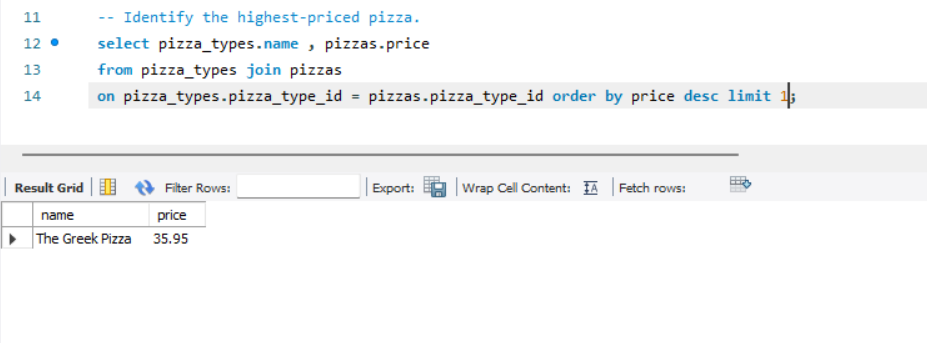 11 -- Identify the highest-priced pizza.
12 select pizza_types.name , pizzas.price
13 from pizza_types join pizzas
14 on pizza_types.pizza_type_id = pizzas.pizza_type_id order by price desc limit 1;
Result Grid Filter Rows: Export: Wrap Cell Content: IA Fetch rows:
name price
The Greek Pizza 35.95